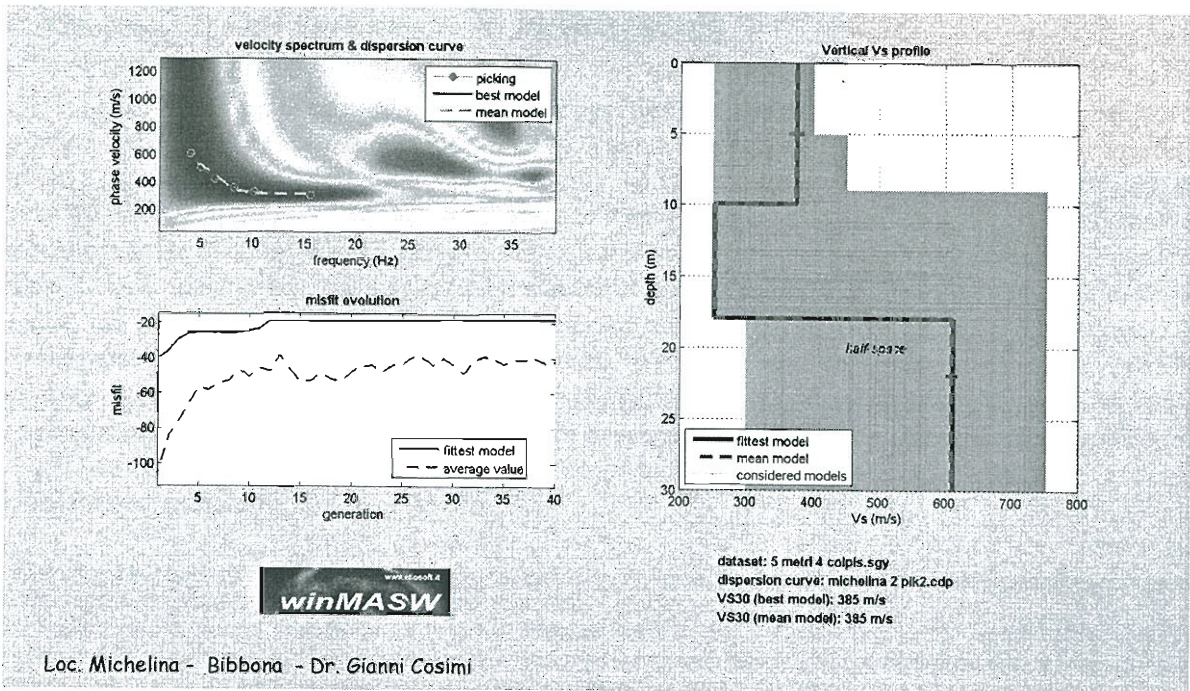 velocity spectrum & dispersion curve
1200
1000
800
600
400
200
phase velocity (m/s)
picking
best model
mean model
5 10 15 20 25 30 35
frequency (Hz)
misfit evolution
-20
-40
-60
-80
-100
misfit
fittest model
average value
5 10 15 20 25 30 35 40
generation
Vertical Vs profile
0
5
10
15
20
25
30
depth (m)
half-space
fittest model
mean model
considered models
200 300 400 500 600 700 800
Vs (m/s)
dataset: 5 metri 4 colpis.sgy
dispersion curve: michelina 2 pik2.cdp
VS30 (best model): 385 m/s
VS30 (mean model): 385 m/s
www.eliosoft.it
winMASW
Loc. Michelina - Bibbona - Dr. Gianni Cosimi